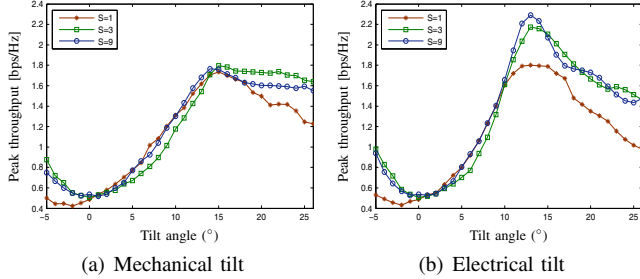 2.4
2.2
2
1.8
1.6
1.4
1.2
1
0.8
0.6
0.4
Peak throughput [bps/Hz]
S=1
S=3
S=9
−5 0 5 10 15 20 25
Tilt angle (°)
(a) Mechanical tilt
2.4
2.2
2
1.8
1.6
1.4
1.2
1
0.8
0.6
0.4
Peak throughput [bps/Hz]
S=1
S=3
S=9
−5 0 5 10 15 20 25
Tilt angle (°)
(b) Electrical tilt